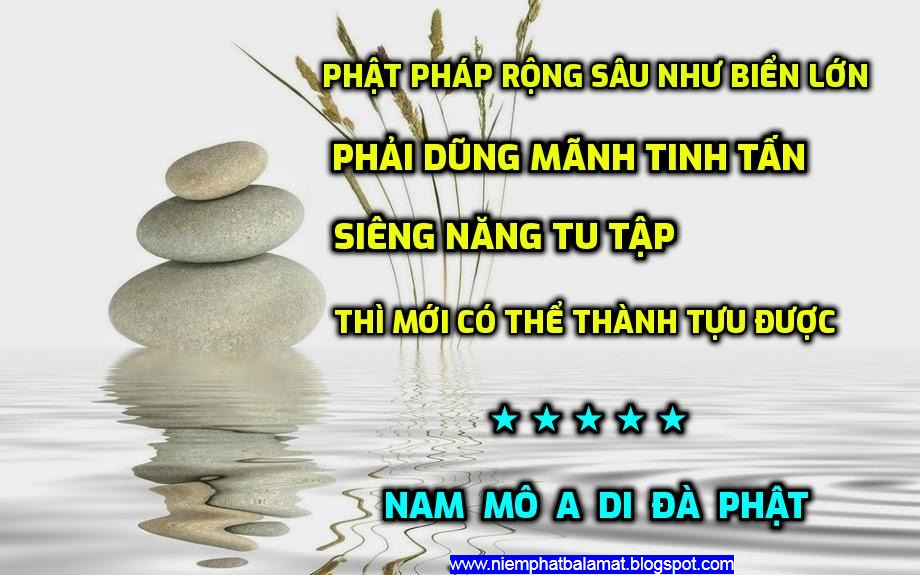 PHẬT PHÁP RỘNG SÂU NHƯ BIỂN LỚN
PHẢI DŨNG MÃNH TINH TẤN
SIÊNG NĂNG TU TẬP
THÌ MỚI CÓ THỂ THÀNH TỰU ĐƯỢC
★ ★ ★ ★ ★
NAM MÔ A DI ĐÀ PHẬT
www.niemphatbalamat.blogspot.com